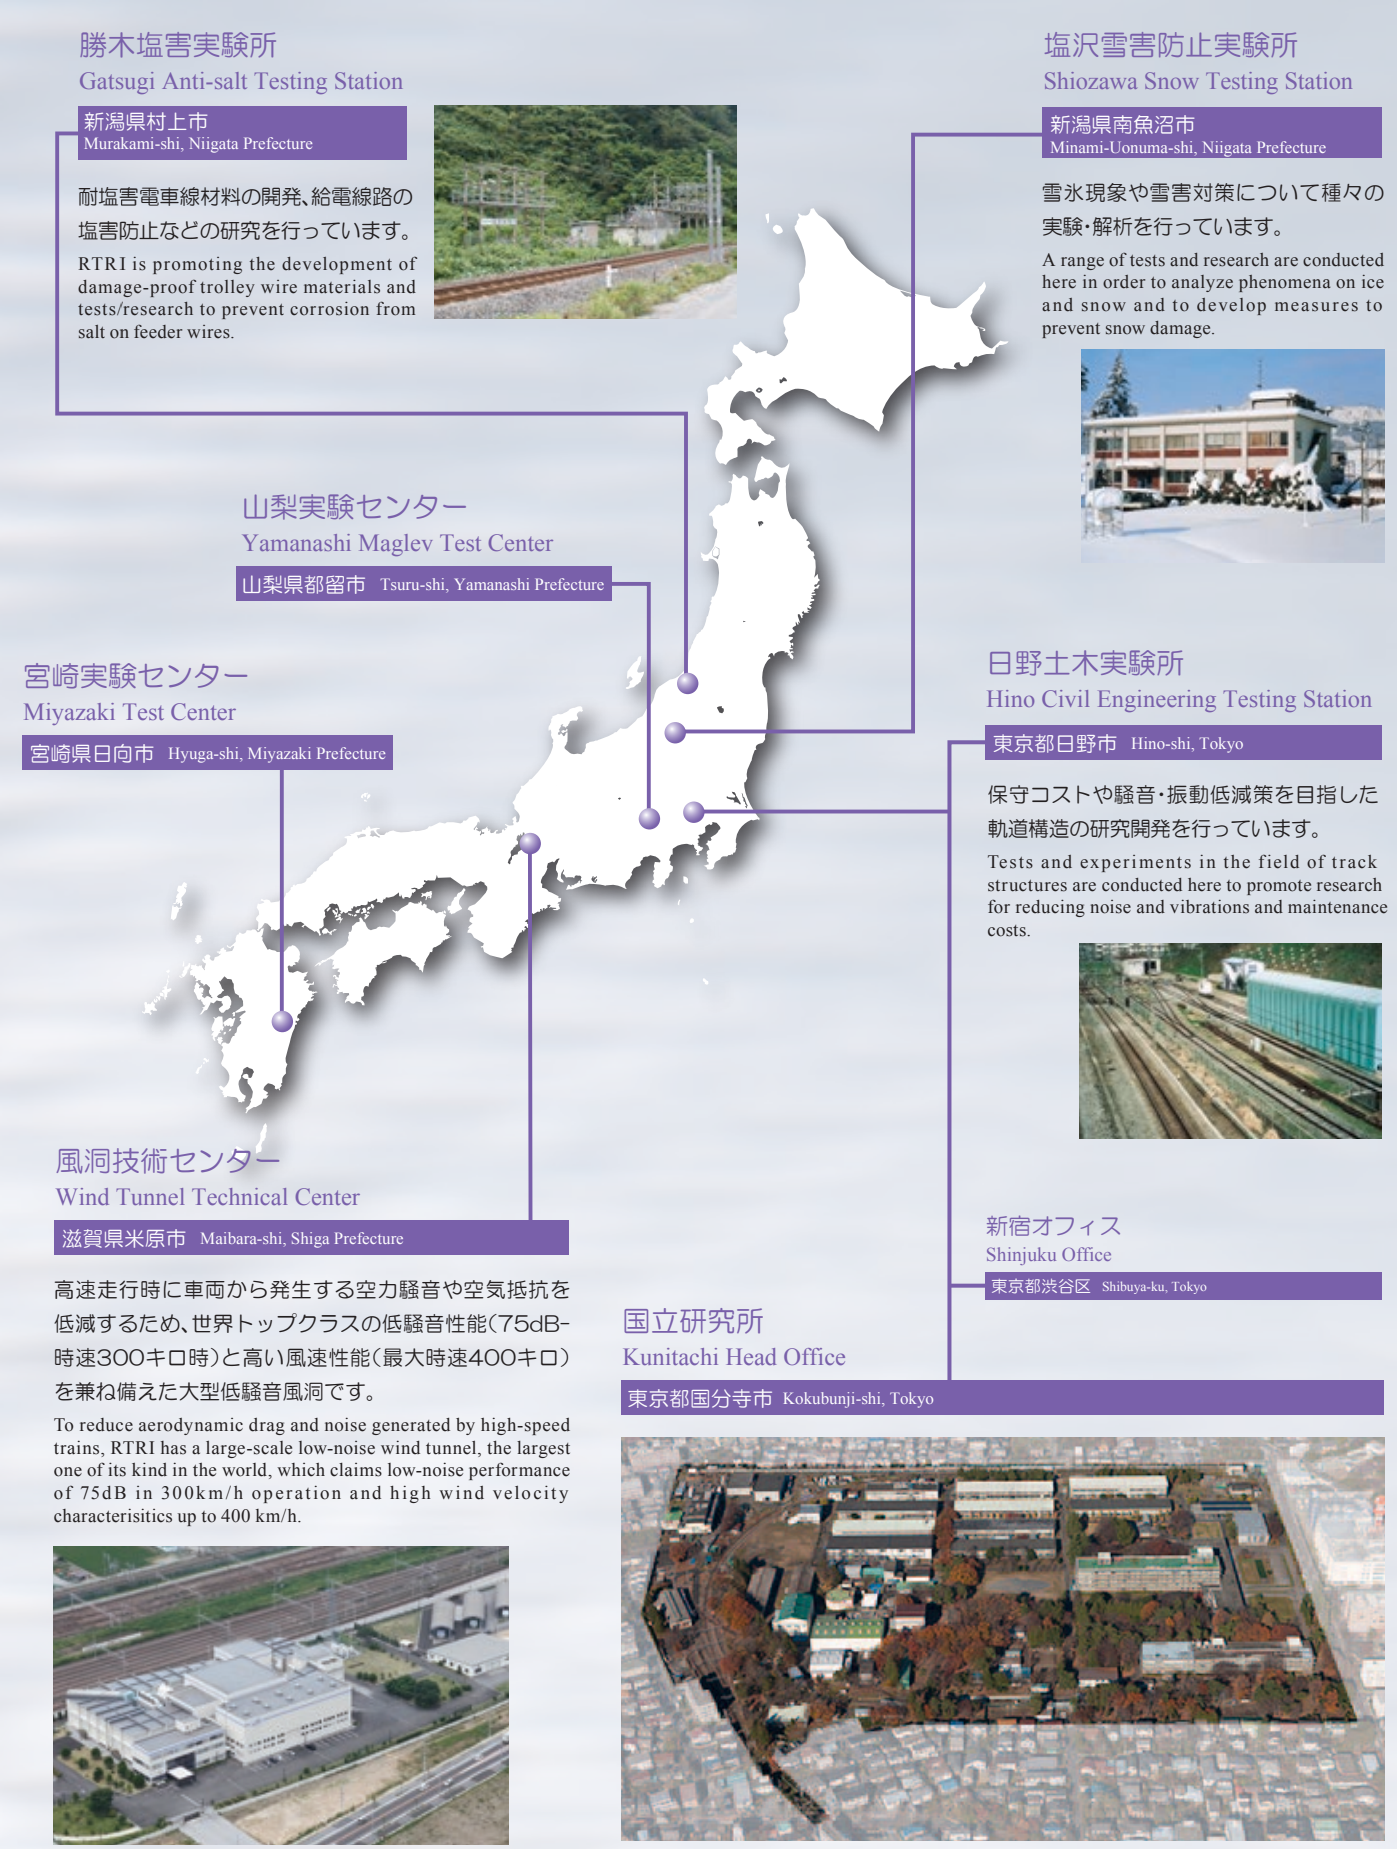 勝木塩害実験所
Gatsugi Anti-salt Testing Station
新潟県村上市
Murakami-shi, Niigata Prefecture
耐塩害電車線材料の開発、給電線路の
塩害防止などの研究を行っています。
RTRI is promoting the development of
damage-proof trolley wire materials and
tests/research to prevent corrosion from
salt on feeder wires.
塩沢雪害防止実験所
Shiozawa Snow Testing Station
新潟県南魚沼市
Minami-Uonuma-shi, Niigata Prefecture
雪氷現象や雪害対策について種々の
実験・解析を行っています。
A range of tests and research are conducted
here in order to analyze phenomena on ice
and snow and to develop measures to
prevent snow damage.
山梨実験センター
Yamanashi Maglev Test Center
山梨県都留市 Tsuru-shi, Yamanashi Prefecture
宮崎実験センター
Miyazaki Test Center
宮崎県日向市 Hyuga-shi, Miyazaki Prefecture
日野土木実験所
Hino Civil Engineering Testing Station
東京都日野市 Hino-shi, Tokyo
保守コストや騒音・振動低減策を目指した
軌道構造の研究開発を行っています。
Tests and experiments in the field of track
structures are conducted here to promote research
for reducing noise and vibrations and maintenance
costs.
風洞技術センター
Wind Tunnel Technical Center
滋賀県米原市 Maibara-shi, Shiga Prefecture
高速走行時に車両から発生する空力騒音や空気抵抗を
低減するため、世界トップクラスの低騒音性能(75dB-
時速300キロ時)と高い風速性能(最大時速400キロ)
を兼ね備えた大型低騒音風洞です。
To reduce aerodynamic drag and noise generated by high-speed
trains, RTRI has a large-scale low-noise wind tunnel, the largest
one of its kind in the world, which claims low-noise performance
of 75dB in 300km/h operation and high wind velocity
characterisitics up to 400 km/h.
新宿オフィス
Shinjuku Office
東京都渋谷区 Shibuya-ku, Tokyo
国立研究所
Kunitachi Head Office
東京都国分寺市 Kokubunji-shi, Tokyo